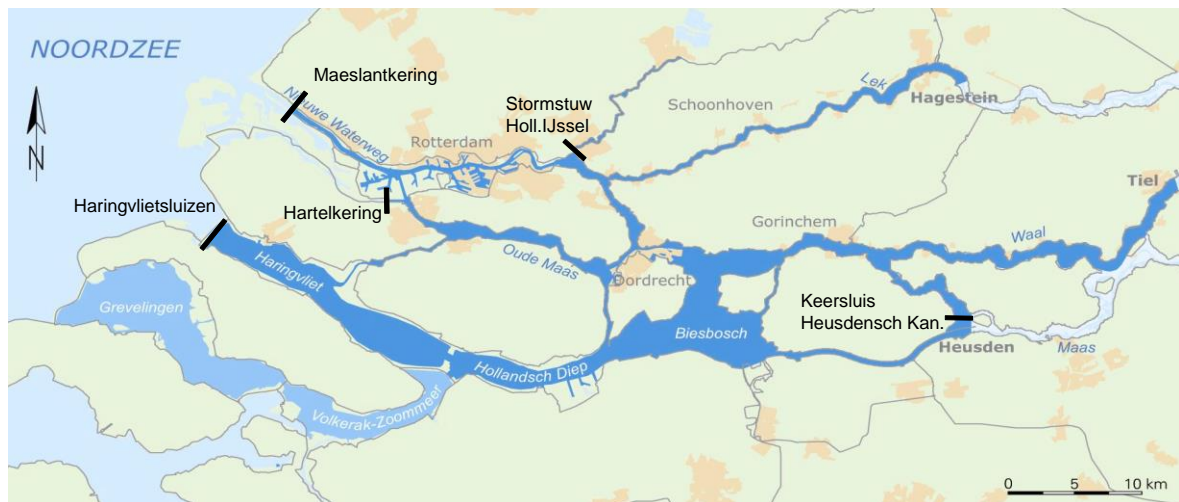 NOORDZEE
Maeslantkering
Nieuwe Waterweg
Rotterdam
Stormstuw
Holl.IJssel
Schoonhoven
Lek
Hagestein
N
Haringvlietsluizen
Hartelkering
Tiel
Gorinchem
Waal
Haringvliet
Oude Maas
Dordrecht
Grevelingen
Keersluis
Heusdensch Kan.
Biesbosch
Heusden
Maas
Hollandsch Diep
Volkerak-Zoommeer
0 5 10 km